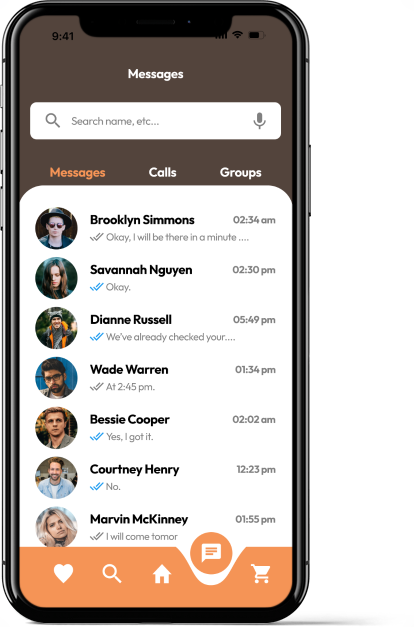 9:41
Messages
Search name, etc...
Messages Calls Groups
Brooklyn Simmons 02:34 am
Okay, I will be there in a minute ....
Savannah Nguyen 02:30 pm
Okay.
Dianne Russell 05:49 pm
We've already checked your....
Wade Warren 01:34 pm
At 2:45 pm.
Bessie Cooper 02:02 am
Yes, I got it.
Courtney Henry 12:23 pm
No.
Marvin McKinney 01:55 pm
I will come tomor